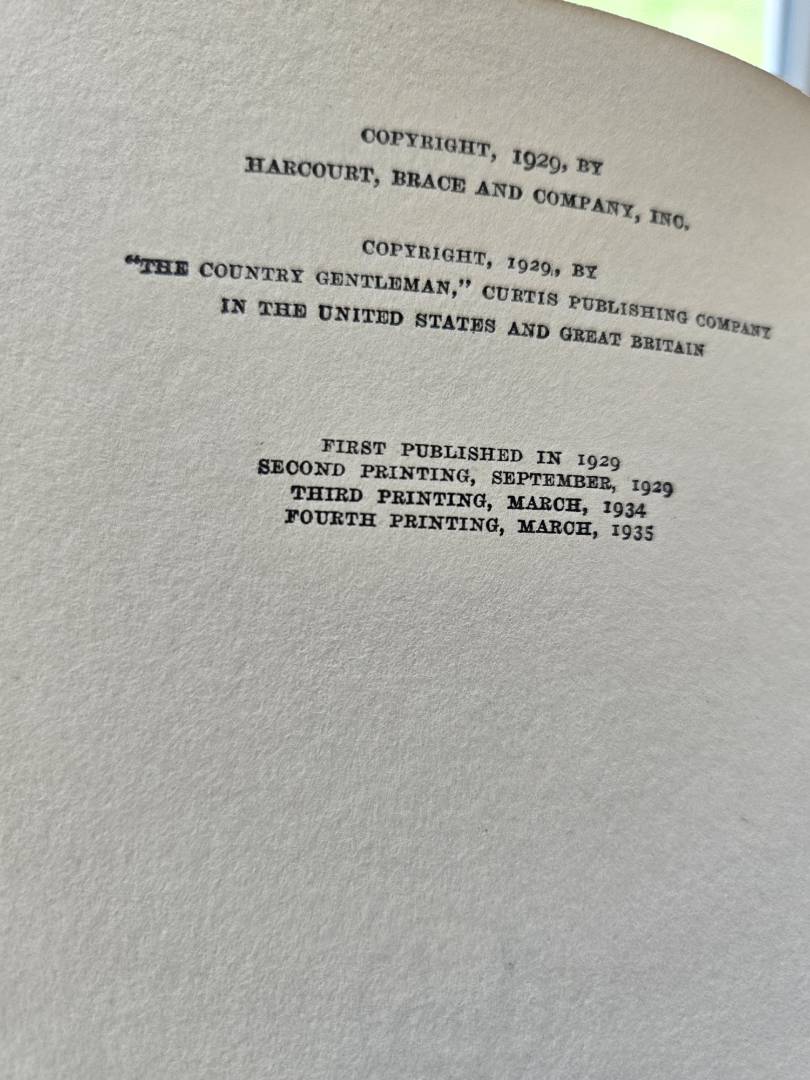 COPYRIGHT, 1929, BY
HARCOURT, BRACE AND COMPANY, INC.
COPYRIGHT, 1929, BY
"THE COUNTRY GENTLEMAN," CURTIS PUBLISHING COMPANY
IN THE UNITED STATES AND GREAT BRITAIN
FIRST PUBLISHED IN 1929
SECOND PRINTING, SEPTEMBER, 1929
THIRD PRINTING, MARCH, 1934
FOURTH PRINTING, MARCH, 1935